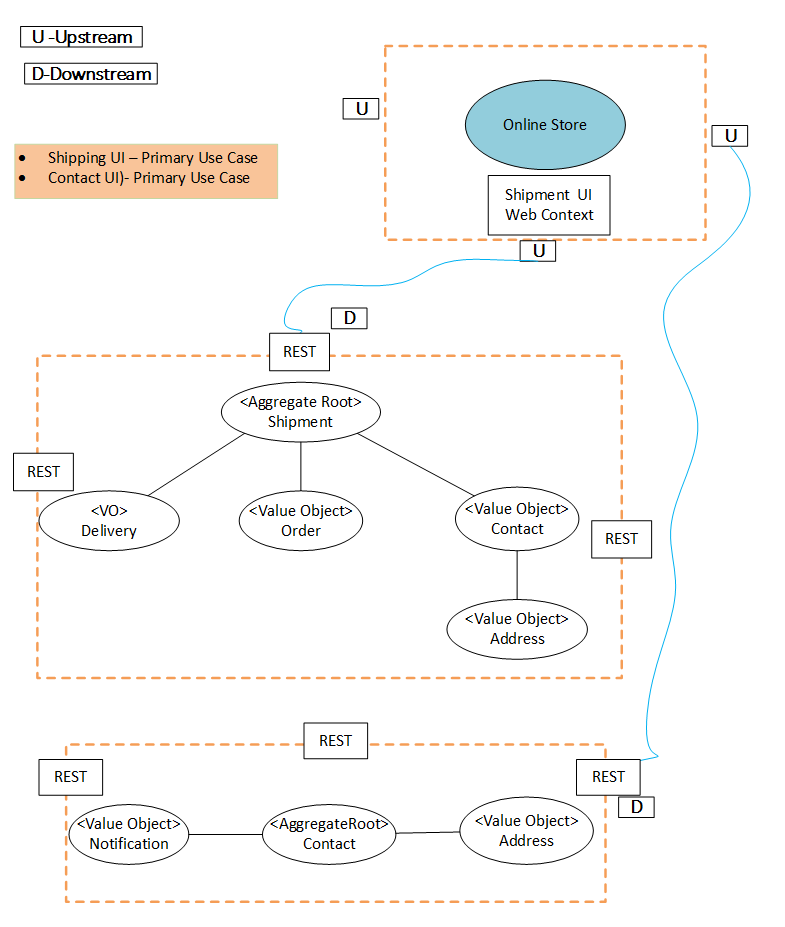 U -Upstream
D-Downstream
• Shipping UI – Primary Use Case
• Contact UI)- Primary Use Case
U
Online Store
U
Shipment UI
Web Context
U
D
REST
<Aggregate Root>
Shipment
REST
<VO>
Delivery
<Value Object>
Order
<Value Object>
Contact
REST
<Value Object>
Address
REST
REST
REST
D
<Value Object>
Notification
<AggregateRoot>
Contact
<Value Object>
Address